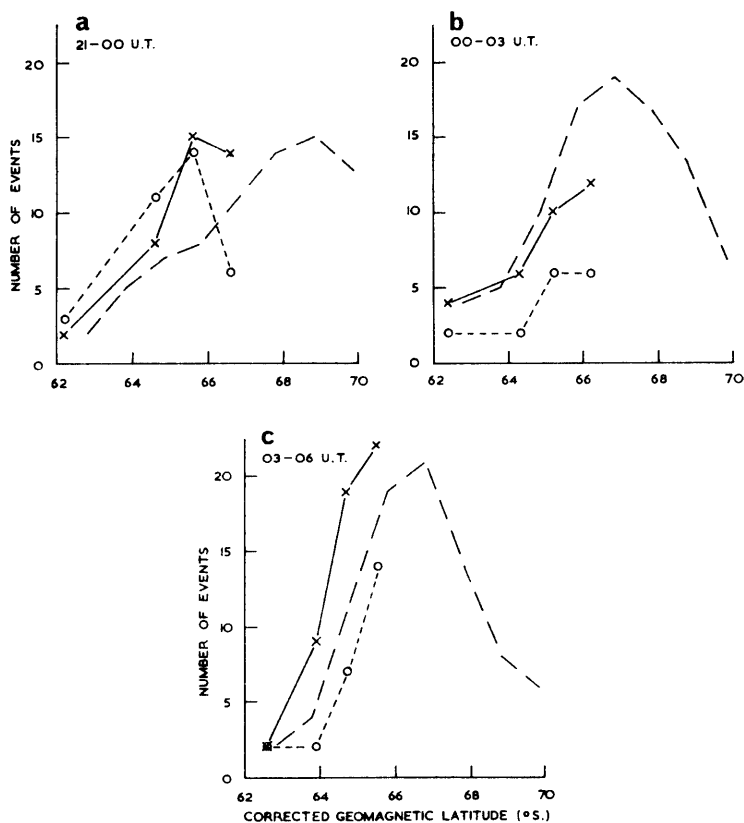 a
21-00 U.T.
20
15
10
5
0
62 64 66 68 70
NUMBER OF EVENTS
b
00-03 U.T.
20
15
10
5
0
62 64 66 68 70
c
03-06 U.T.
20
15
10
5
0
62 64 66 68 70
NUMBER OF EVENTS
CORRECTED GEOMAGNETIC LATITUDE (°S.)